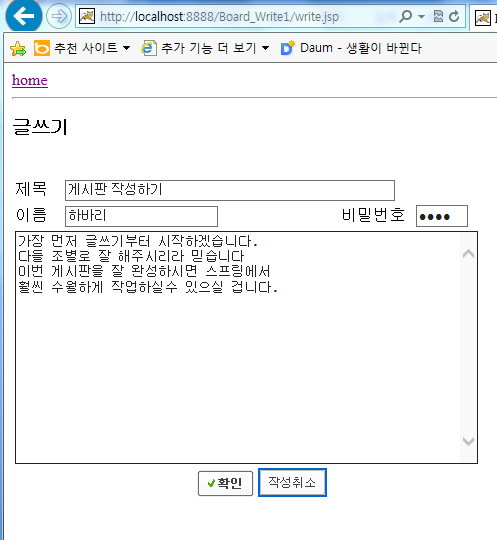 http://localhost:8888/Board_Write1/write.jsp
추천 사이트 추가 기능 더 보기 Daum - 생활이 바뀐다
home
글쓰기
제목 게시판 작성하기
이름 하바리 비밀번호 ●●●●
가장 먼저 글쓰기부터 시작하겠습니다.
다들 조별로 잘 해주시리라 믿습니다
이번 게시판을 잘 완성하시면 스프링에서
훨씬 수월하게 작업하실수 있으실 겁니다.
확인 작성취소